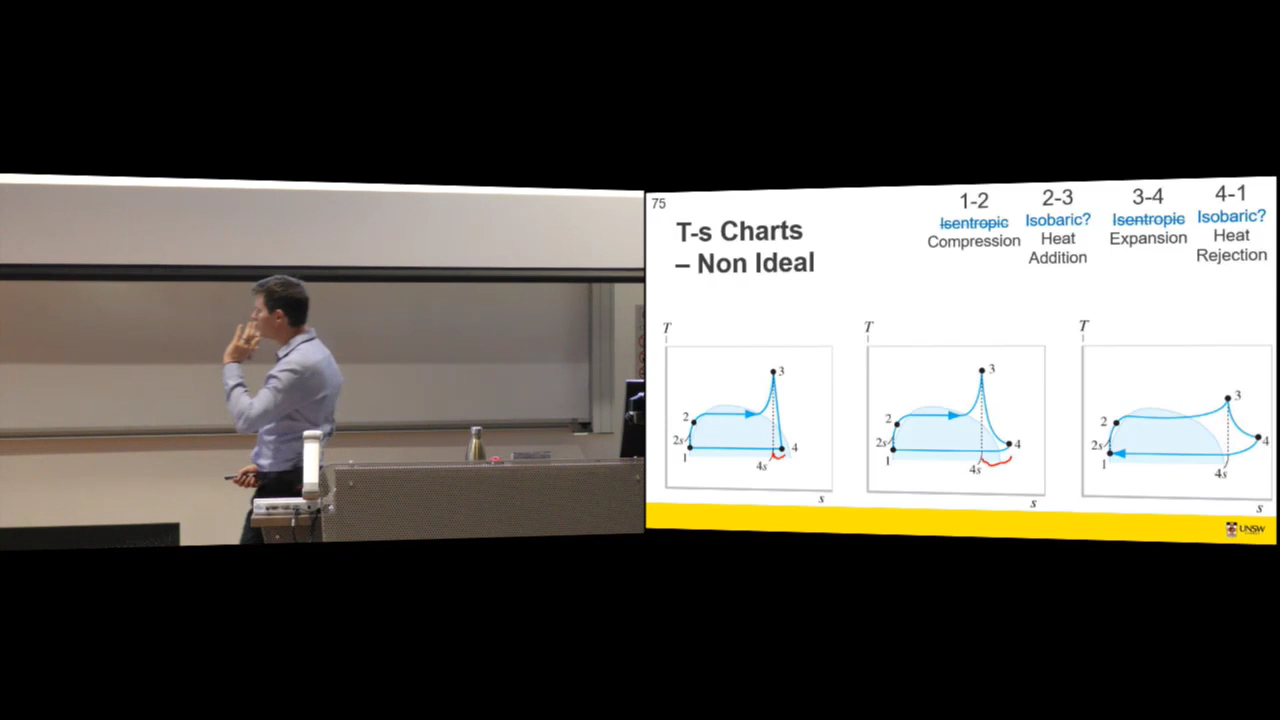 75
T-s Charts
– Non Ideal
1-2
Isentropic
Compression
2-3
Isobaric?
Heat
Addition
3-4
Isentropic
Expansion
4-1
Isobaric?
Heat
Rejection
T
3
2
2s
1
4
4s
s
T
3
2
2s
1
4
4s
s
T
3
2
2s
1
4
4s
s
UNSW